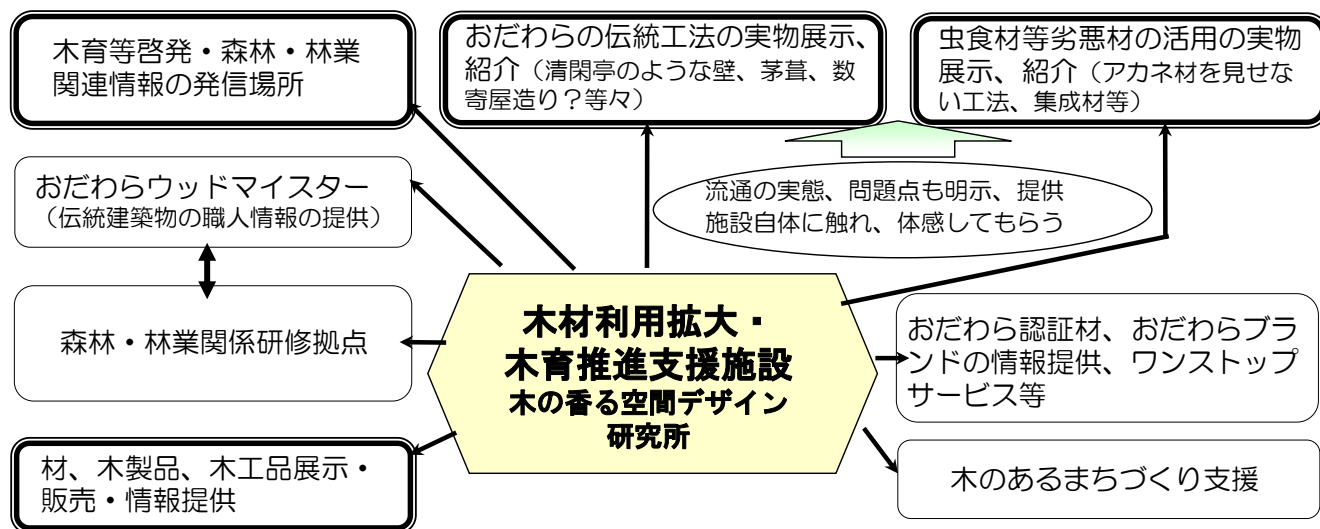 木育等啓発・森林・林業
関連情報の発信場所
おだわらの伝統工法の実物展示、
紹介（清閑亭のような壁、茅葺、数
寄屋造り？等々）
虫食材等劣悪材の活用の実物
展示、紹介（アカネ材を見せな
い工法、集成材等）
おだわらウッドマイスター
（伝統建築物の職人情報の提供）
流通の実態、問題点も明示、提供
施設自体に触れ、体感してもらう
森林・林業関係研修拠点
木材利用拡大・
木育推進支援施設
木の香る空間デザイン
研究所
おだわら認証材、おだわらブラ
ンドの情報提供、ワンストップ
サービス等
材、木製品、木工品展示・
販売・情報提供
木のあるまちづくり支援